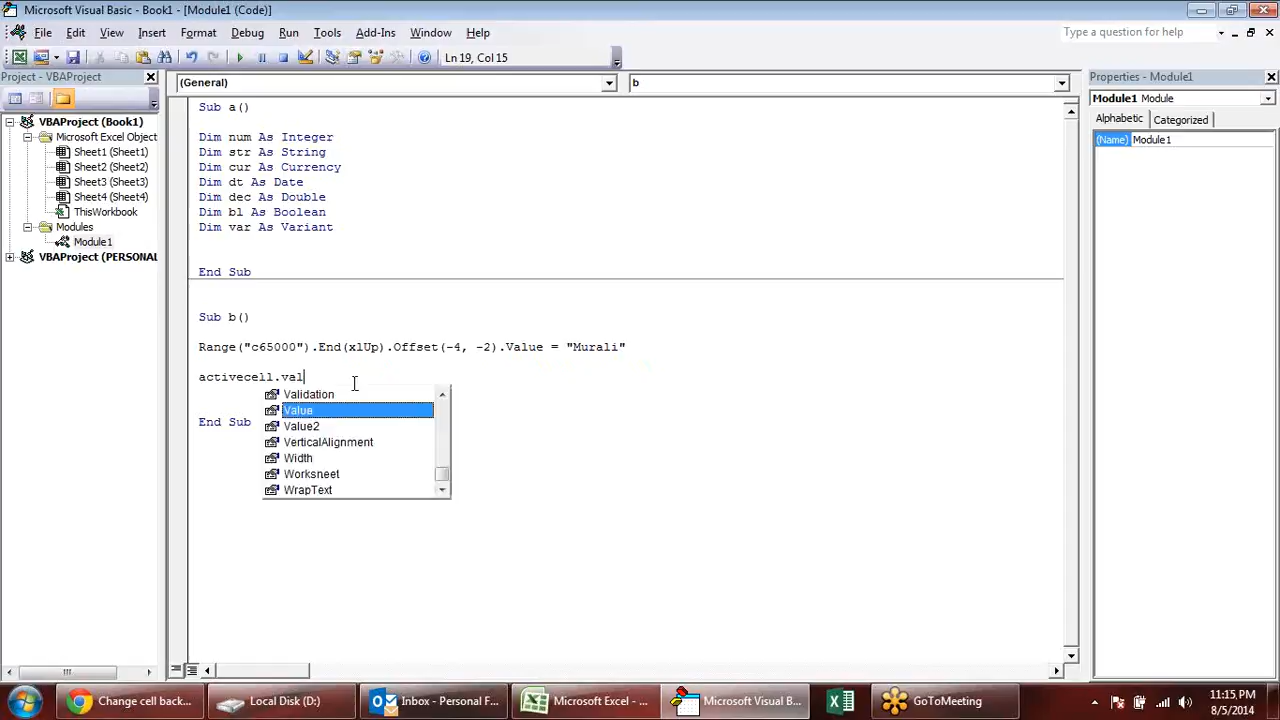 Microsoft Visual Basic - Book1 - [Module1 (Code)]
File Edit View Insert Format Debug Run Tools Add-Ins Window Help
Type a question for help
Ln 19, Col 15
Project - VBAProject
(General)
b
Properties - Module1
Module1 Module
Alphabetic Categorized
(Name) Module1
VBAProject (Book1)
Microsoft Excel Object
Sheet1 (Sheet1)
Sheet2 (Sheet2)
Sheet3 (Sheet3)
Sheet4 (Sheet4)
ThisWorkbook
Modules
Module1
VBAProject (PERSONAL
Sub a()
Dim num As Integer
Dim str As String
Dim cur As Currency
Dim dt As Date
Dim dec As Double
Dim bl As Boolean
Dim var As Variant
End Sub
Sub b()
Range("c65000").End(xlUp).Offset(-4, -2).Value = "Murali"
activecell.val
Validation
Value
Value2
VerticalAlignment
Width
Worksheet
WrapText
End Sub
Change cell back...
Local Disk (D:)
Inbox - Personal F...
Microsoft Excel - ...
Microsoft Visual B...
GoToMeeting
11:15 PM
8/5/2014